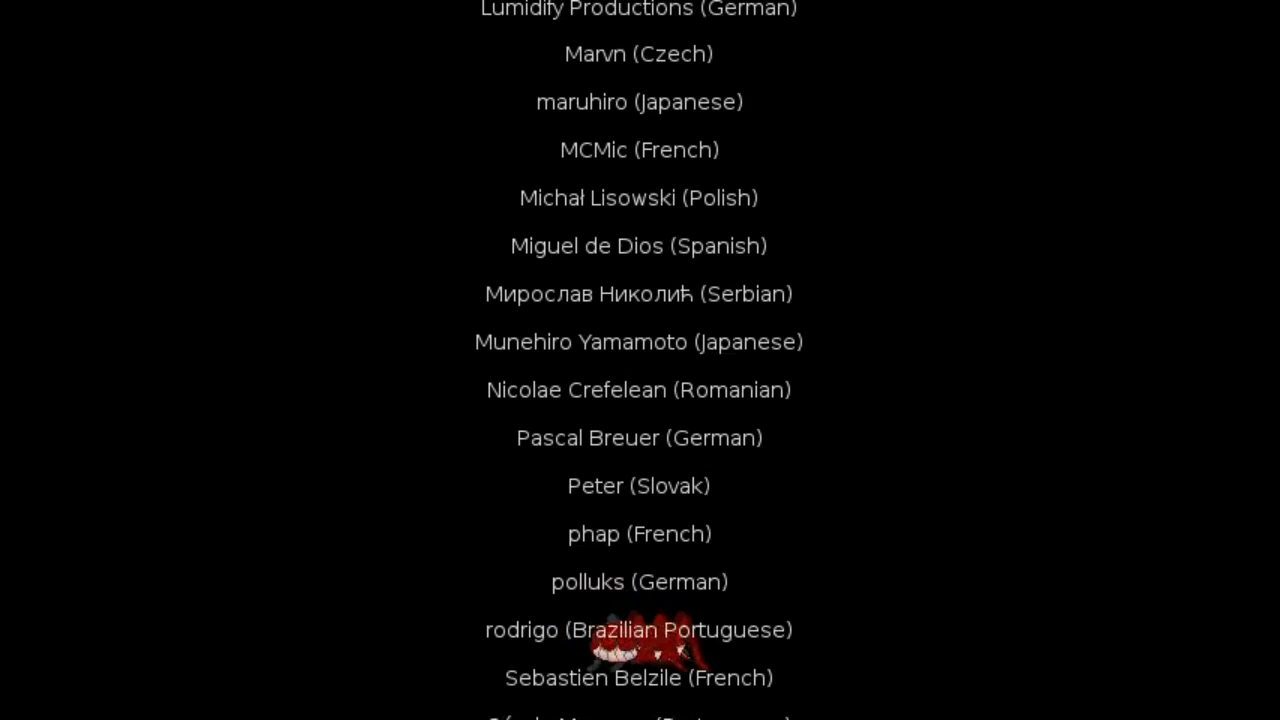 Lumidify Productions (German)
Marvn (Czech)
maruhiro (Japanese)
MCMic (French)
Michał Lisowski (Polish)
Miguel de Dios (Spanish)
Мирослав Николић (Serbian)
Munehiro Yamamoto (Japanese)
Nicolae Crefelean (Romanian)
Pascal Breuer (German)
Peter (Slovak)
phap (French)
polluks (German)
rodrigo (Brazilian Portuguese)
Sebastien Belzile (French)